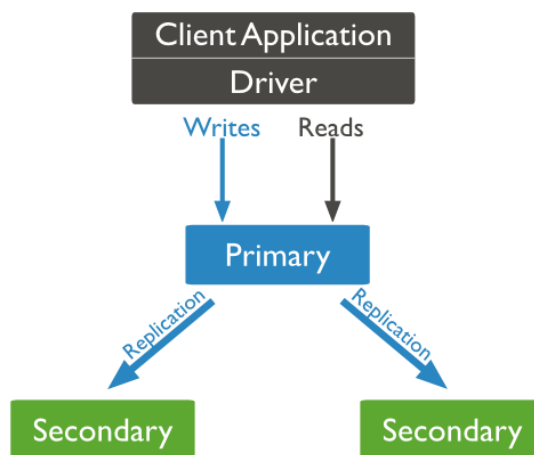 Client Application
Driver
Writes Reads
Primary
Replication Replication
Secondary Secondary